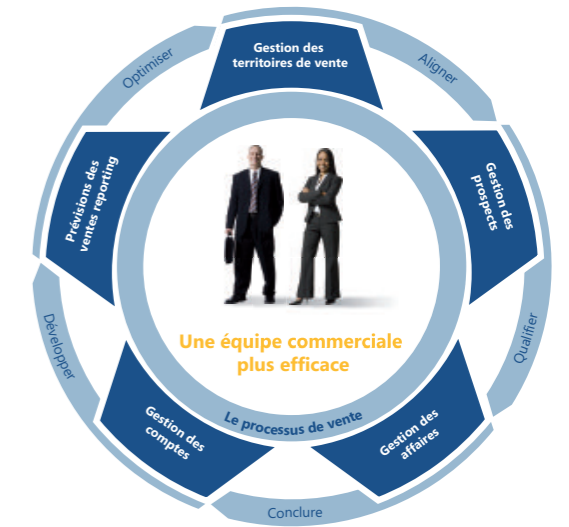 Gestion des
territoires de vente
Aligner
Gestion des
prospects
Qualifier
Gestion des
affaires
Conclure
Gestion des
comptes
Développer
Prévisions des
ventes reporting
Optimiser
Une équipe commerciale
plus efficace
Le processus de vente